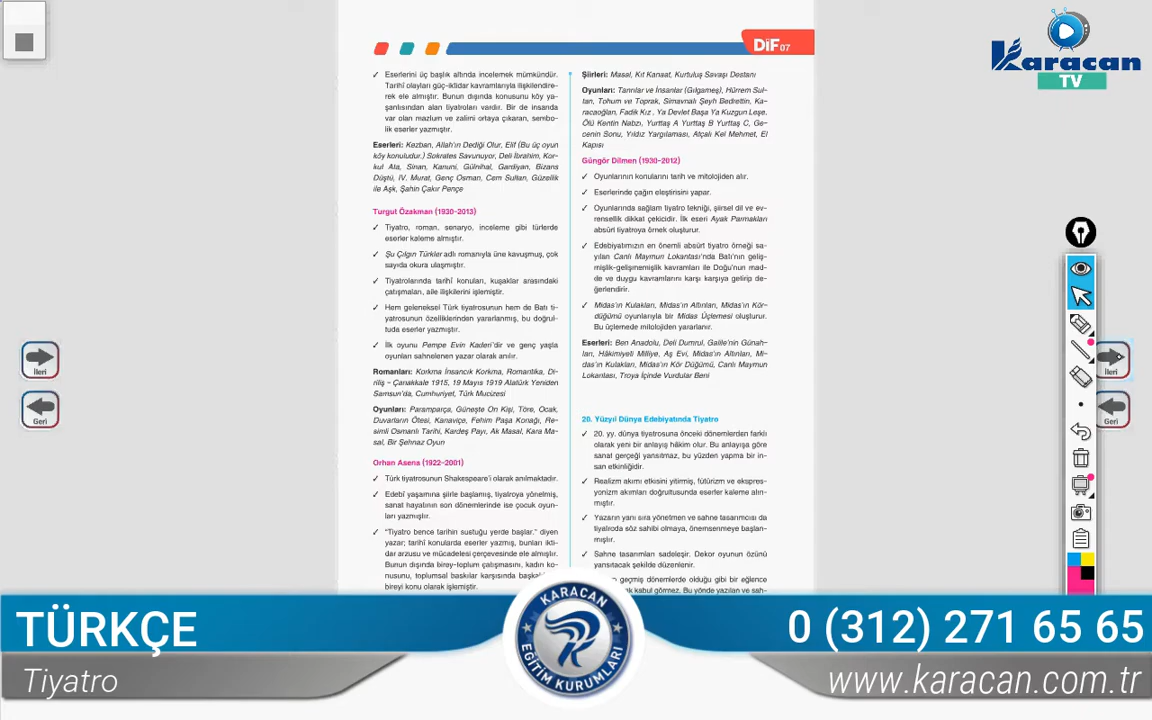 DİF07
Karacan
TV
✓ Eserlerini üç başlık altında incelemek mümkündür.
Tarihî olayları güç-iktidar kavramlarıyla ilişkilendire-
rek ele almıştır. Bunun dışında konusunu köy ya-
şantısından alan tiyatroları vardır. Bir de insanda
var olan mazlum ve zalimi ortaya çıkaran, sembo-
lik eserler yazmıştır.
Eserleri: Kezban, Allah'ın Dediği Olur, Elif (Bu üç oyun
köy konuludur.) Sokrates Savunuyor, Deli İbrahim, Kor-
kut Ata, Sinan, Kanuni, Gülnihal, Gardiyan, Bizans
Düştü, IV. Murat, Genç Osman, Cem Sultan, Güzellik
ile Aşk, Şahin Çakır Pençe
Turgut Özakman (1930-2013)
✓ Tiyatro, roman, senaryo, inceleme gibi türlerde
eserler kaleme almıştır.
✓ Şu Çılgın Türkler adlı romanıyla üne kavuşmuş, çok
sayıda okura ulaşmıştır.
✓ Tiyatrolarında tarihî konuları, kuşaklar arasındaki
çatışmaları, aile ilişkilerini işlemiştir.
✓ Hem geleneksel Türk tiyatrosunun hem de Batı ti-
yatrosunun özelliklerinden yararlanmış, bu doğrul-
tuda eserler yazmıştır.
✓ İlk oyunu Pempe Evin Kaderi'dir ve genç yaşta
oyunları sahnelenen yazar olarak anılır.
Romanları: Korkma İnsancık Korkma, Romantika, Di-
riliş - Çanakkale 1915, 19 Mayıs 1919 Atatürk Yeniden
Samsun'da, Cumhuriyet, Türk Mucizesi
Oyunları: Paramparça, Güneşte On Kişi, Töre, Ocak,
Duvarların Ötesi, Kanaviçe, Fehim Paşa Konağı, Re-
simli Osmanlı Tarihi, Kardeş Payı, Ak Masal, Kara Ma-
sal, Bir Şehnaz Oyun
Orhan Asena (1922-2001)
✓ Türk tiyatrosunun Shakespeare'i olarak anılmaktadır.
✓ Edebî yaşamına şiirle başlamış, tiyatroya yönelmiş,
sanat hayatının son dönemlerinde ise çocuk oyun-
ları yazmıştır.
✓ "Tiyatro bence tarihin sustuğu yerde başlar." diyen
yazar; tarihî konularda eserler yazmış, bunları ikti-
dar arzusu ve mücadelesi çerçevesinde ele almıştır.
Bunun dışında birey-toplum çatışmasını, kadın ko-
nusunu, toplumsal baskılar karşısında
bireyi konu olarak işlemiştir.
Şiirleri: Masal, Kıt Kanaat, Kurtuluş Savaşı Destanı
Oyunları: Tanrılar ve İnsanlar (Gılgameş), Hürrem Sul-
tan, Tohum ve Toprak, Simavnalı Şeyh Bedrettin, Ka-
racaoğlan, Fadik Kız , Ya Devlet Başa Ya Kuzgun Leşe.
Ölü Kentin Nabzı, Yurttaş A Yurttaş B Yurttaş C, Ge-
cenin Sonu, Yıldız Yargılaması, Atçalı Kel Mehmet, El
Kapısı
Güngör Dilmen (1930-2012)
✓ Oyunlarının konularını tarih ve mitolojiden alır.
✓ Eserlerinde çağın eleştirisini yapar.
✓ Oyunlarında sağlam tiyatro tekniği, şiirsel dil ve ev-
rensellik dikkat çekicidir. İlk eseri Ayak Parmakları
absürt tiyatroya örnek oluşturur.
✓ Edebiyatımızın en önemli absürt tiyatro örneği sa-
yılan Canlı Maymun Lokantası'nda Batı'nın geliş-
mişlik-gelişmemişlik kavramları ile Doğu'nun mad-
de ve duygu kavramlarını karşı karşıya getirip de-
ğerlendirir.
✓ Midas'ın Kulakları, Midas'ın Altınları, Midas'ın Kör-
düğümü oyunlarıyla bir Midas Üçlemesi oluşturur.
Bu üçlemede mitolojiden yararlanır.
Eserleri: Ben Anadolu, Deli Dumrul, Galile'nin Günah-
ları, Hâkimiyeti Milliye, Aş Evi, Midas'ın Altınları, Mi-
das'ın Kulakları, Midas'ın Kör Düğümü, Canlı Maymun
Lokantası, Troya İçinde Vurdular Beni
20. Yüzyıl Dünya Edebiyatında Tiyatro
✓ 20. yy. dünya tiyatrosuna önceki dönemlerden farklı
olarak yeni bir anlayış hâkim olur. Bu anlayışa göre
sanat gerçeği yansıtmaz, bu yüzden yapma bir in-
san etkinliğidir.
✓ Realizm akımı etkisini yitirmiş, fütürizm ve ekspres-
yonizm akımları doğrultusunda eserler kaleme alın-
mıştır.
✓ Yazarın yanı sıra yönetmen ve sahne tasarımcısı da
tiyatroda söz sahibi olmaya, önemsenmeye başlan-
mıştır.
✓ Sahne tasarımları sadeleşir. Dekor oyunun özünü
yansıtacak şekilde düzenlenir.
geçmiş dönemlerde olduğu gibi bir eğlence
kabul görmez. Bu yönde yazılan ve sah-
İleri
Geri
İleri
Geri
TÜRKÇE
Tiyatro
KARACAN
EĞİTİM KURUMLARI
0 (312) 271 65 65
www.karacan.com.tr